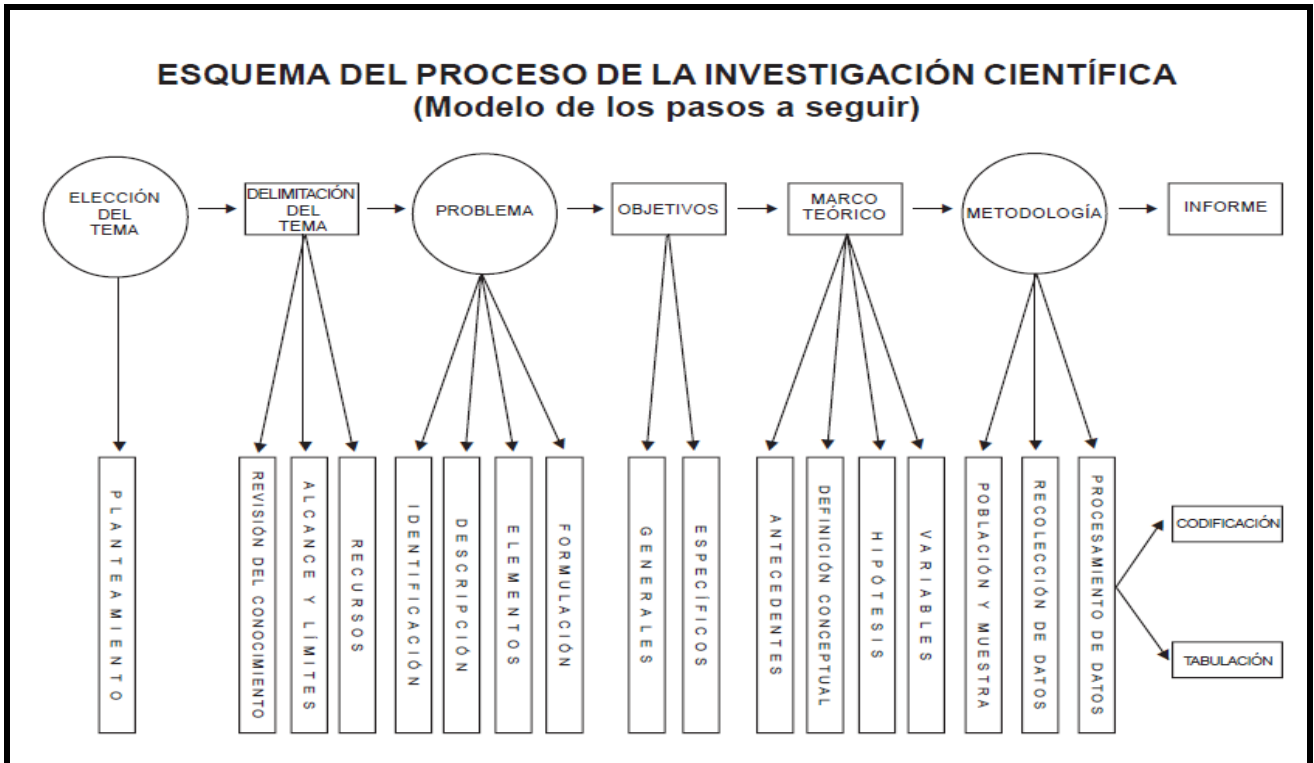 ESQUEMA DEL PROCESO DE LA INVESTIGACIÓN CIENTÍFICA
(Modelo de los pasos a seguir)
ELECCIÓN
DEL
TEMA
DELIMITACIÓN
DEL
TEMA
PROBLEMA
OBJETIVOS
MARCO
TEÓRICO
METODOLOGÍA
INFORME
PLANTEAMIENTO
REVISIÓN DEL CONOCIMIENTO
ALCANCE Y LÍMITES
RECURSOS
IDENTIFICACIÓN
DESCRIPCIÓN
ELEMENTOS
FORMULACIÓN
GENERALES
ESPECÍFICOS
ANTECEDENTES
DEFINICIÓN CONCEPTUAL
HIPÓTESIS
VARIABLES
POBLACIÓN Y MUESTRA
RECOLECCIÓN DE DATOS
PROCESAMIENTO DE DATOS
CODIFICACIÓN
TABULACIÓN